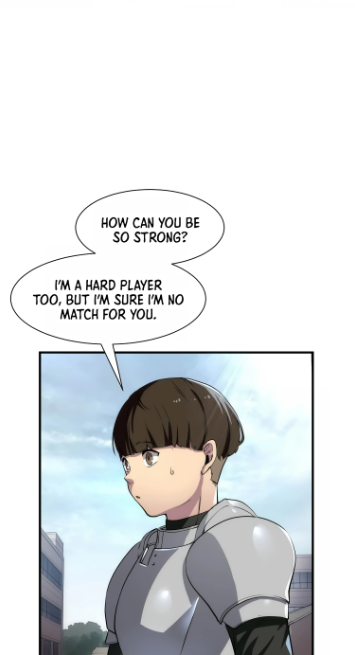 HOW CAN YOU BE
SO STRONG?
I'M A HARD PLAYER
TOO, BUT I'M SURE I'M NO
MATCH FOR YOU.